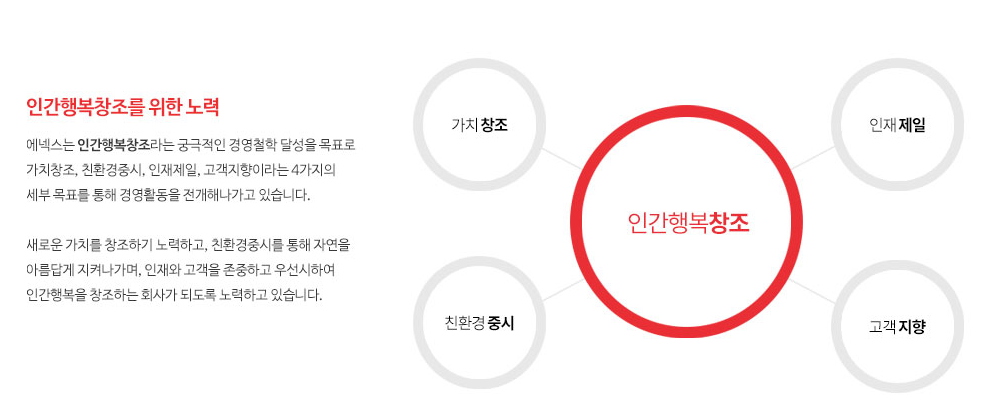 인간행복창조를 위한 노력
에넥스는 인간행복창조라는 궁극적인 경영철학 달성을 목표로
가치창조, 친환경중시, 인재제일, 고객지향이라는 4가지의
세부 목표를 통해 경영활동을 전개해나가고 있습니다.
새로운 가치를 창조하기 노력하고, 친환경중시를 통해 자연을
아름답게 지켜나가며, 인재와 고객을 존중하고 우선시하여
인간행복을 창조하는 회사가 되도록 노력하고 있습니다.
가치 창조
인재 제일
인간행복창조
친환경 중시
고객 지향